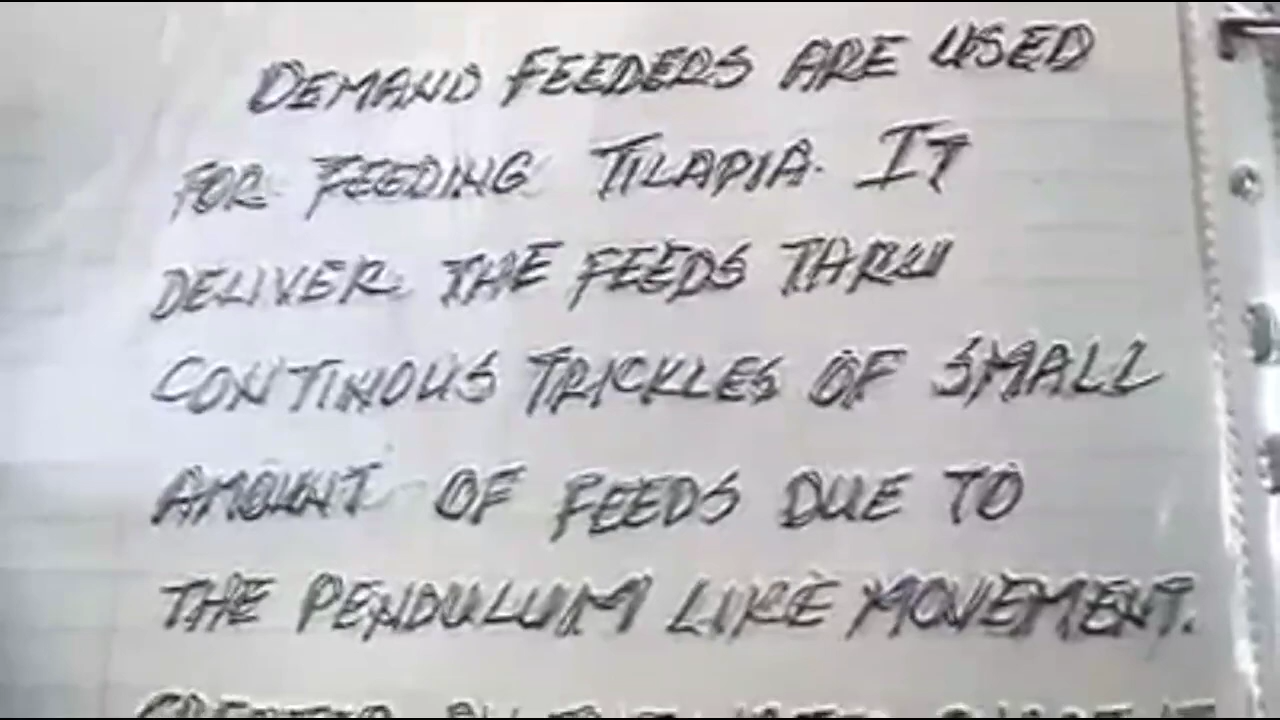 DEMAND FEEDERS ARE USED
FOR FEEDING TILAPIA. IT
DELIVER THE FEEDS THRU
CONTINOUS TRICKLES OF SMALL
AMOUNT OF FEEDS DUE TO
THE PENDULUM LIKE MOVEMENT.